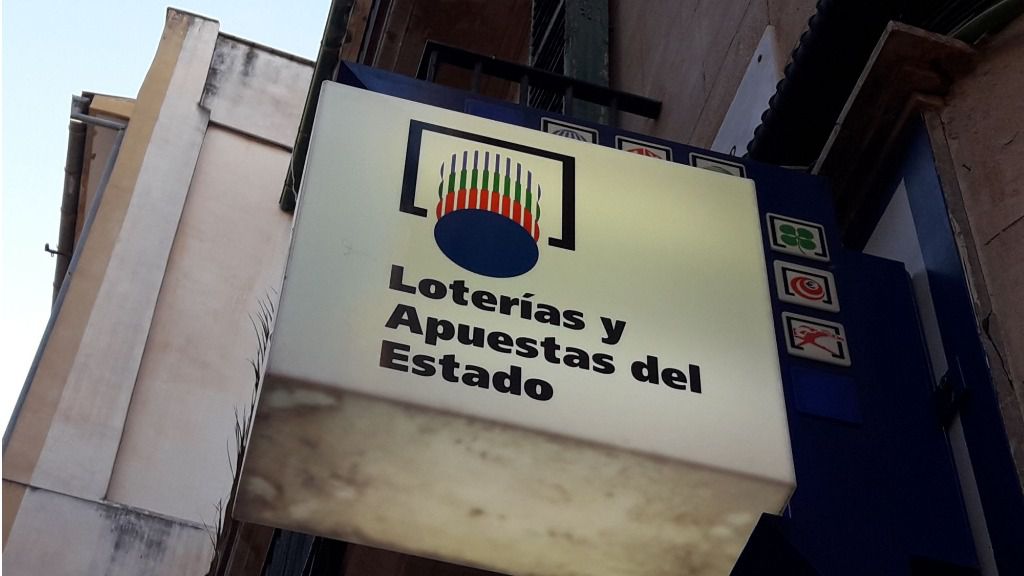 Loterías y
Apuestas del
Estado